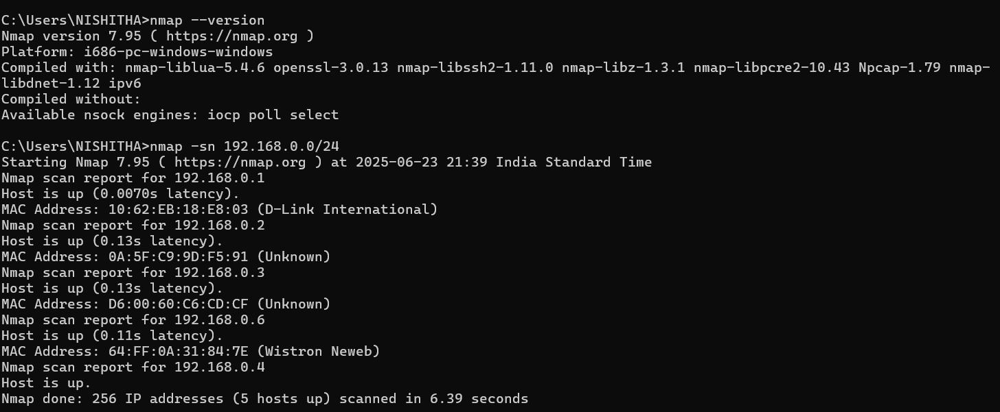 C:\Users\NISHITHA>nmap --version
Nmap version 7.95 ( https://nmap.org )
Platform: i686-pc-windows-windows
Compiled with: nmap-liblua-5.4.6 openssl-3.0.13 nmap-libssh2-1.11.0 nmap-libz-1.3.1 nmap-libpcre2-10.43 Npcap-1.79 nmap-
libdnet-1.12 ipv6
Compiled without:
Available nsock engines: iocp poll select
C:\Users\NISHITHA>nmap -sn 192.168.0.0/24
Starting Nmap 7.95 ( https://nmap.org ) at 2025-06-23 21:39 India Standard Time
Nmap scan report for 192.168.0.1
Host is up (0.0070s latency).
MAC Address: 10:62:EB:18:E8:03 (D-Link International)
Nmap scan report for 192.168.0.2
Host is up (0.13s latency).
MAC Address: 0A:5F:C9:9D:F5:91 (Unknown)
Nmap scan report for 192.168.0.3
Host is up (0.13s latency).
MAC Address: D6:00:60:C6:CD:CF (Unknown)
Nmap scan report for 192.168.0.6
Host is up (0.11s latency).
MAC Address: 64:FF:0A:31:84:7E (Wistron Neweb)
Nmap scan report for 192.168.0.4
Host is up.
Nmap done: 256 IP addresses (5 hosts up) scanned in 6.39 seconds